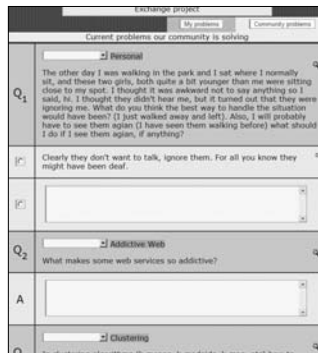 Exchange project
My problems Community problems
Current problems our community is solving
Personal
The other day I was walking in the park and I sat where I normally
sit, and these two girls, both quite a bit younger than me were sitting
close to my spot. I thought it was awkward not to say anything so I
said, hi. I thought they didn't hear me, but it turned out that they were
ignoring me. What do you think the best way to handle the situation
would have been? (I just walked away and left). Also, I will probably
have to see them agian (I have seen them walking before) what should
I do if I see them agian, if anything?
Q1
Clearly they don't want to talk, ignore them. For all you know they
might have been deaf.
Addictive Web
Q2
What makes some web services so addictive?
A
Clustering